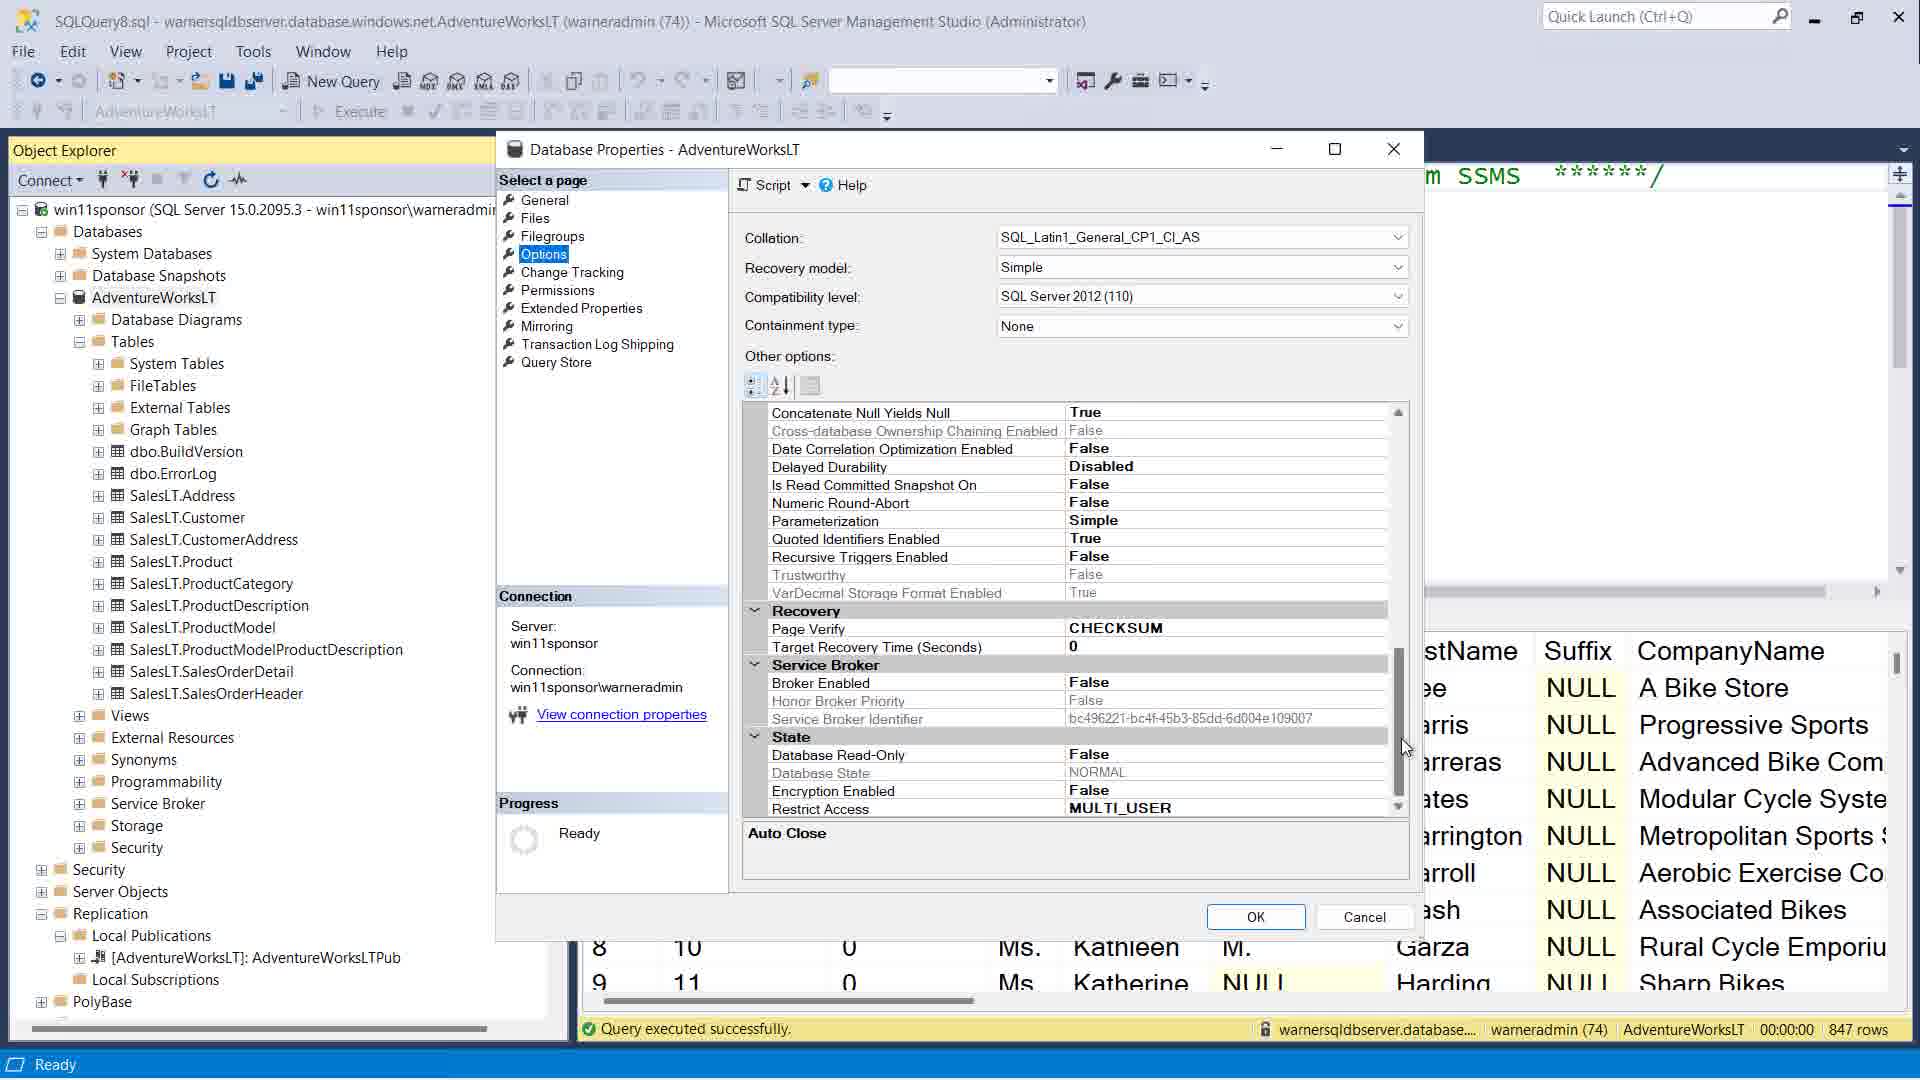 SQLQuery8.sql - warnersqldbserver.database.windows.net.AdventureWorksLT (warneradmin (74)) - Microsoft SQL Server Management Studio (Administrator)
Quick Launch (Ctrl+Q)
File Edit View Project Tools Window Help
New Query
MDX DMX XMLA DAX
AdventureWorksLT
Execute
Object Explorer
Connect
win11sponsor (SQL Server 15.0.2095.3 - win11sponsor\warneradmin
Databases
System Databases
Database Snapshots
AdventureWorksLT
Database Diagrams
Tables
System Tables
FileTables
External Tables
Graph Tables
dbo.BuildVersion
dbo.ErrorLog
SalesLT.Address
SalesLT.Customer
SalesLT.CustomerAddress
SalesLT.Product
SalesLT.ProductCategory
SalesLT.ProductDescription
SalesLT.ProductModel
SalesLT.ProductModelProductDescription
SalesLT.SalesOrderDetail
SalesLT.SalesOrderHeader
Views
External Resources
Synonyms
Programmability
Service Broker
Storage
Security
Security
Server Objects
Replication
Local Publications
[AdventureWorksLT]: AdventureWorksLTPub
Local Subscriptions
PolyBase
Database Properties - AdventureWorksLT
Select a page
General
Files
Filegroups
Options
Change Tracking
Permissions
Extended Properties
Mirroring
Transaction Log Shipping
Query Store
Connection
Server:
win11sponsor
Connection:
win11sponsor\warneradmin
View connection properties
Progress
Ready
Script Help
Collation: SQL_Latin1_General_CP1_CI_AS
Recovery model: Simple
Compatibility level: SQL Server 2012 (110)
Containment type: None
Other options:
Concatenate Null Yields Null True
Cross-database Ownership Chaining Enabled False
Date Correlation Optimization Enabled False
Delayed Durability Disabled
Is Read Committed Snapshot On False
Numeric Round-Abort False
Parameterization Simple
Quoted Identifiers Enabled True
Recursive Triggers Enabled False
Trustworthy False
VarDecimal Storage Format Enabled True
Recovery
Page Verify CHECKSUM
Target Recovery Time (Seconds) 0
Service Broker
Broker Enabled False
Honor Broker Priority False
Service Broker Identifier bc496221-bc4f-45b3-85dd-6d004e109007
State
Database Read-Only False
Database State NORMAL
Encryption Enabled False
Restrict Access MULTI_USER
Auto Close
OK Cancel
m SSMS ******/
stName Suffix CompanyName
ee NULL A Bike Store
arris NULL Progressive Sports
arreras NULL Advanced Bike Com
ates NULL Modular Cycle Syste
arrington NULL Metropolitan Sports S
arroll NULL Aerobic Exercise Co
ash NULL Associated Bikes
8 10 0 Ms. Kathleen M. Garza NULL Rural Cycle Emporiu
9 11 0 Ms. Katherine NULL Harding NULL Sharp Bikes
Query executed successfully.
warnersqldbserver.database.... warneradmin (74) AdventureWorksLT 00:00:00 847 rows
Ready